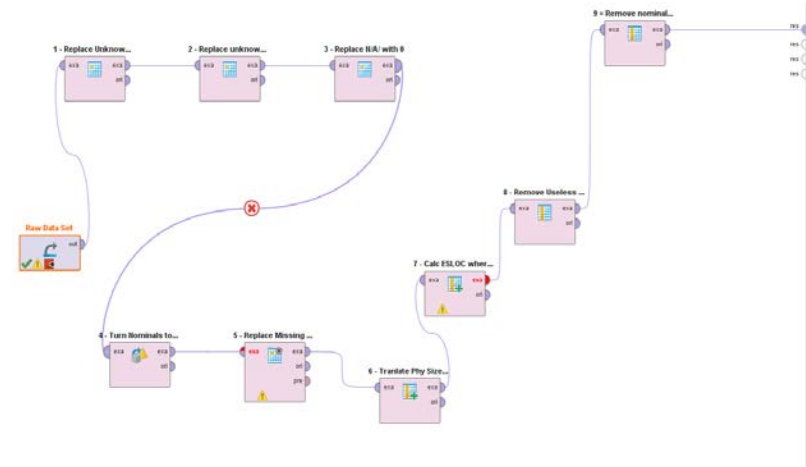 9 = Remove nominal...
exa
exa
ori
res
res
res
1 - Replace Unknow...
2 - Replace unknow...
3 - Replace N/A/ with 0
exa
exa
ori
exa
exa
ori
exa
exa
ori
8 - Remove Useless ...
exa
exa
ori
Raw Data Set
out
7 - Calc ESLOC wher...
exa
exa
ori
4 - Turn Nominals to...
5 - Replace Missing ...
exa
exa
ori
exa
exa
ori
pre
6 - Tranlate Phy Size...
exa
exa
ori